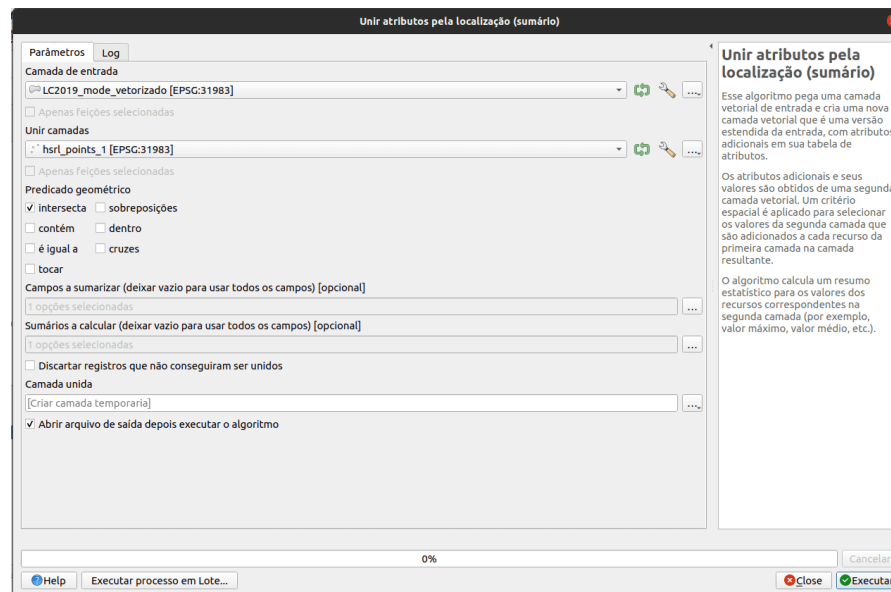 Unir atributos pela localização (sumário)
Parâmetros
Log
Camada de entrada
LC2019_mode_vetorizado [EPSG:31983]
...
Apenas feições selecionadas
Unir camadas
hsrl_points_1 [EPSG:31983]
...
Apenas feições selecionadas
Predicado geométrico
intersecta
sobreposições
contém
dentro
é igual a
cruzes
tocar
Campos a sumarizar (deixar vazio para usar todos os campos) [opcional]
1 opções selecionadas
...
Sumários a calcular (deixar vazio para usar todos os campos) [opcional]
1 opções selecionadas
...
Discartar registros que não conseguiram ser unidos
Camada unida
[Criar camada temporaria]
...
Abrir arquivo de saída depois executar o algoritmo
Unir atributos pela
localização (sumário)
Esse algoritmo pega uma camada
vetorial de entrada e cria uma nova
camada vetorial que é uma versão
estendida da entrada, com atributos
adicionais em sua tabela de
atributos.
Os atributos adicionais e seus
valores são obtidos de uma segunda
camada vetorial. Um critério
espacial é aplicado para selecionar
os valores da segunda camada que
são adicionados a cada recurso da
primeira camada na camada
resultante.
O algoritmo calcula um resumo
estatístico para os valores dos
recursos correspondentes na
segunda camada (por exemplo,
valor máximo, valor médio, etc.).
0%
Cancelar
Help
Executar processo em Lote...
Close
Executar